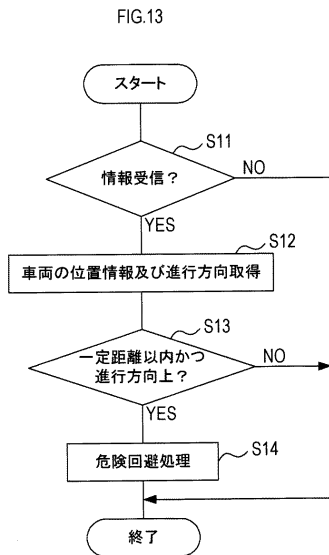 FIG.13
スタート
S11
情報受信？
NO
YES
S12
車両の位置情報及び進行方向取得
S13
一定距離以内かつ
進行方向上？
NO
YES
S14
危険回避処理
終了